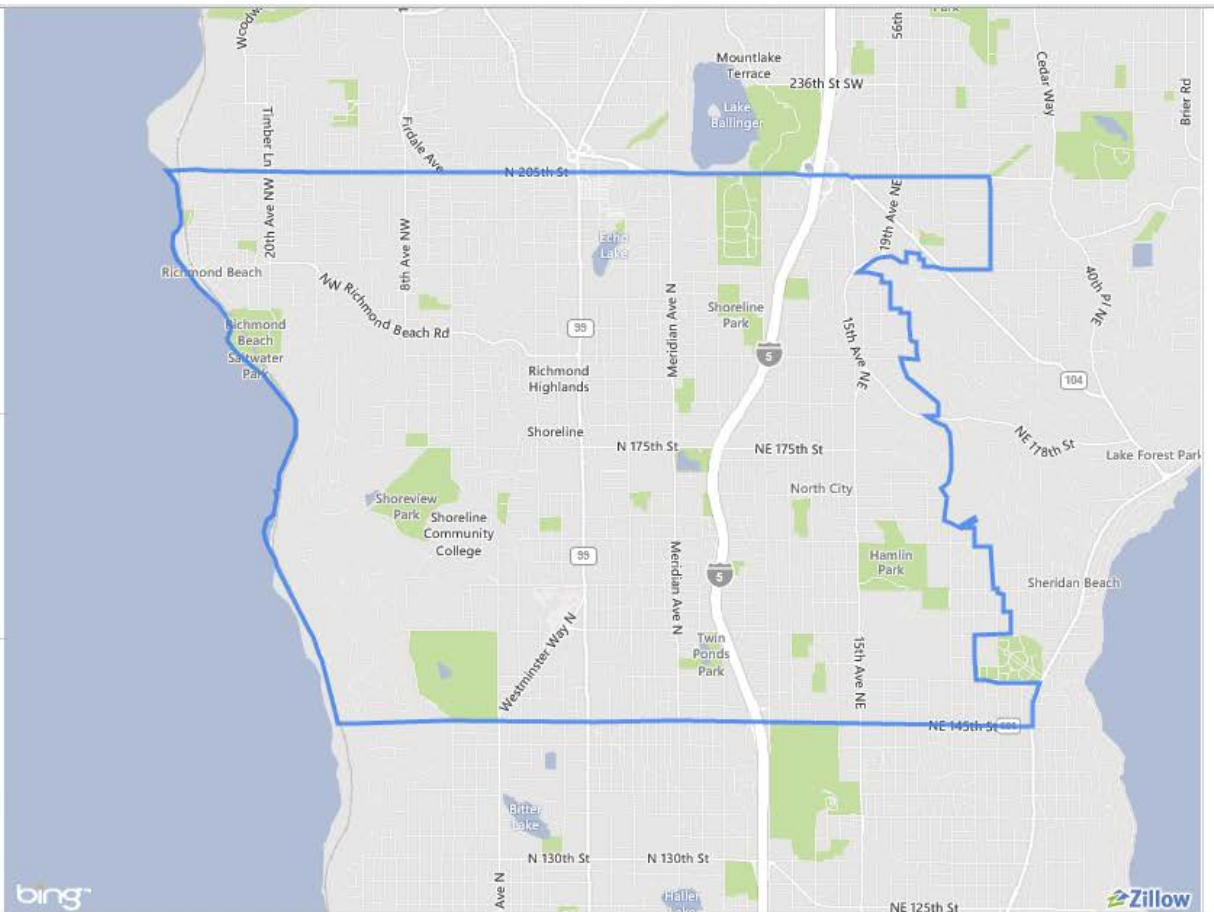 Mountlake
Terrace
56th
236th St SW
Cedar Way
Brier Rd
Lake
Ballinger
Timber Ln
Firdale Ave
N 205th St
WN
20th Ave
8th Ave NW
19th Ave NE
Echo
Lake
Richmond Beach
NW Richmond Beach Rd
40th Pl NE
Meridian Ave N
Shoreline
Park
Richmond
Beach
Saltwater
Park
99
5
15th Ave NE
Richmond
Highlands
104
Shoreline
N 175th St
NE 175th St
NE 178th St
Lake Forest Park
North City
Shoreview
Park
Shoreline
Community
College
99
Meridian Ave N
5
Hamlin
Park
Sheridan Beach
Westminster Way N
Twin
Ponds
Park
15th Ave NE
NE 145th St
Bitter
Lake
N 130th St
N 130th St
Ave N
Haller
NE 125th St
bing™
Zillow